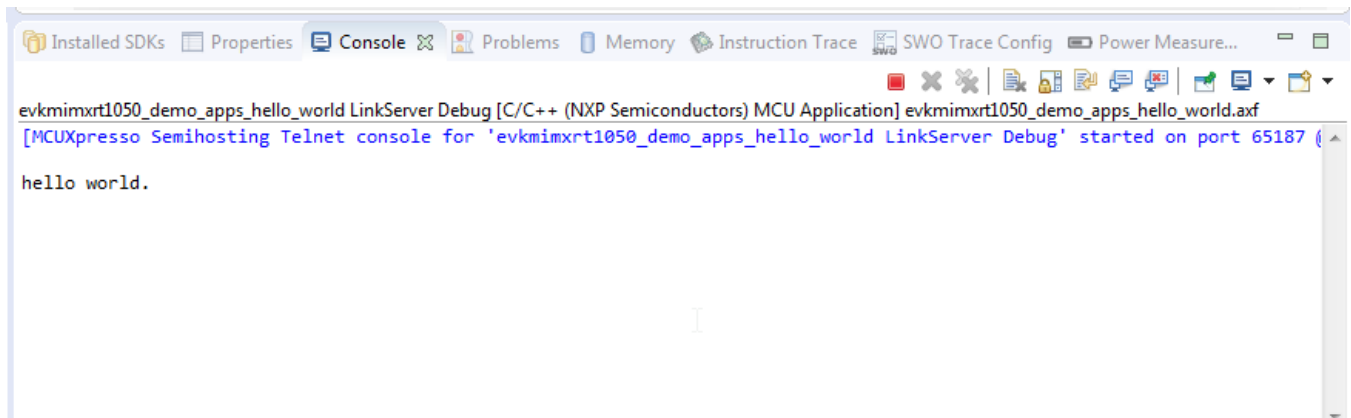 Installed SDKs Properties Console Problems Memory Instruction Trace SWO Trace Config Power Measure...
evkmimxrt1050_demo_apps_hello_world LinkServer Debug [C/C++ (NXP Semiconductors) MCU Application] evkmimxrt1050_demo_apps_hello_world.axf
[MCUXpresso Semihosting Telnet console for 'evkmimxrt1050_demo_apps_hello_world LinkServer Debug' started on port 65187 @
hello world.